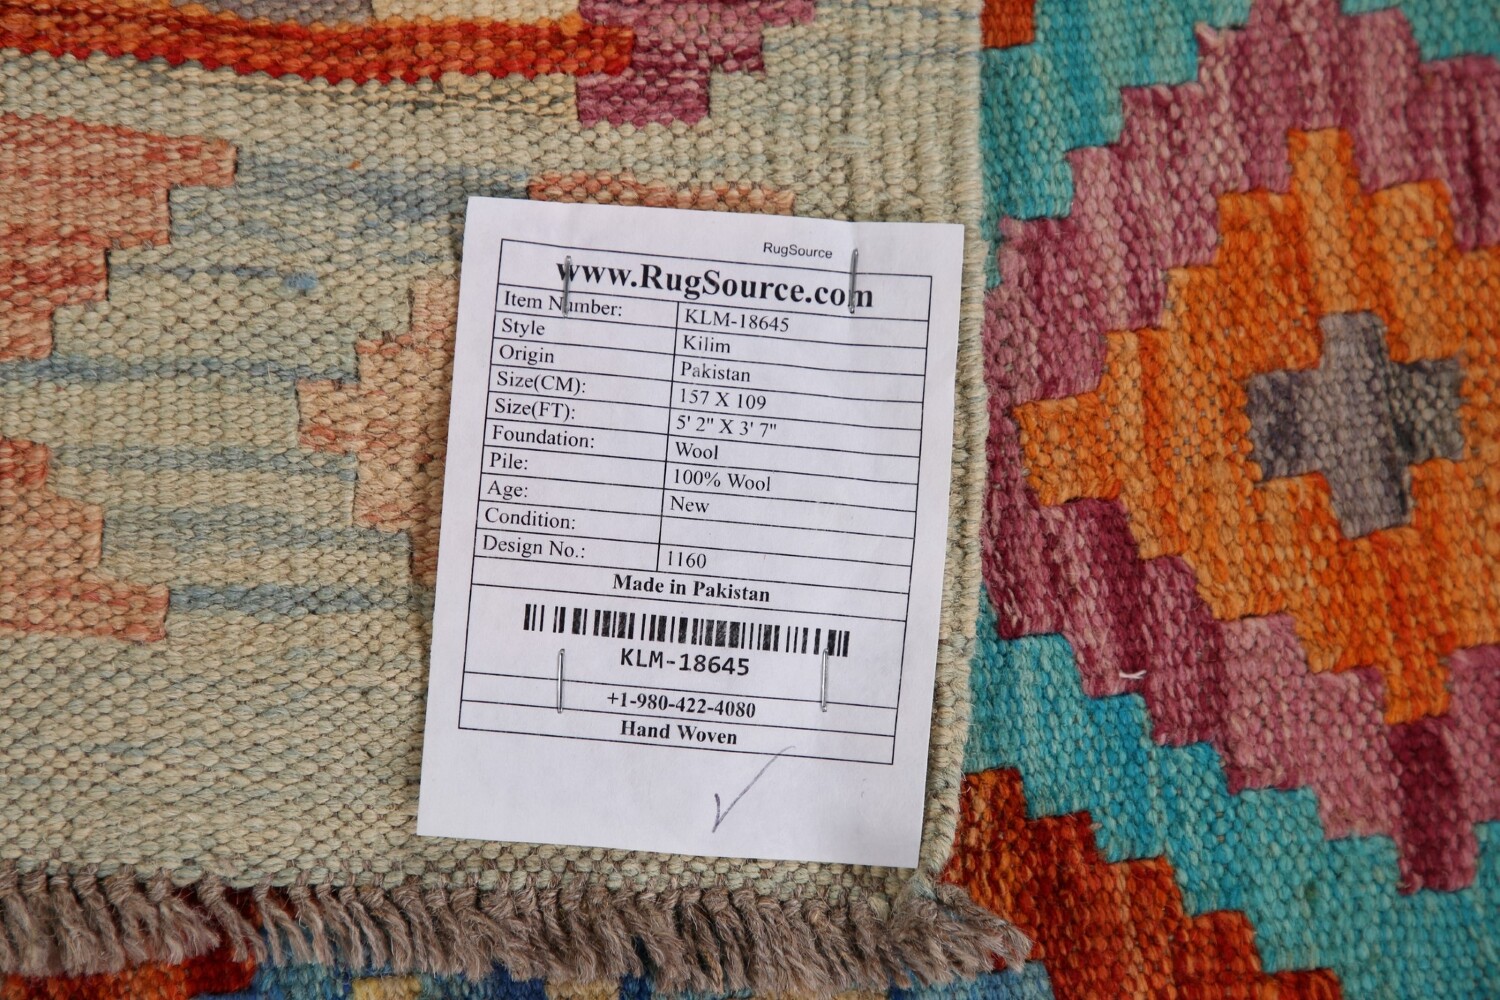 RugSource
www.RugSource.com
Item Number: KLM-18645
Style Kilim
Origin Pakistan
Size(CM): 157 X 109
Size(FT): 5' 2" X 3' 7"
Foundation: Wool
Pile: 100% Wool
Age: New
Condition:
Design No.: 1160
Made in Pakistan
KLM-18645
+1-980-422-4080
Hand Woven